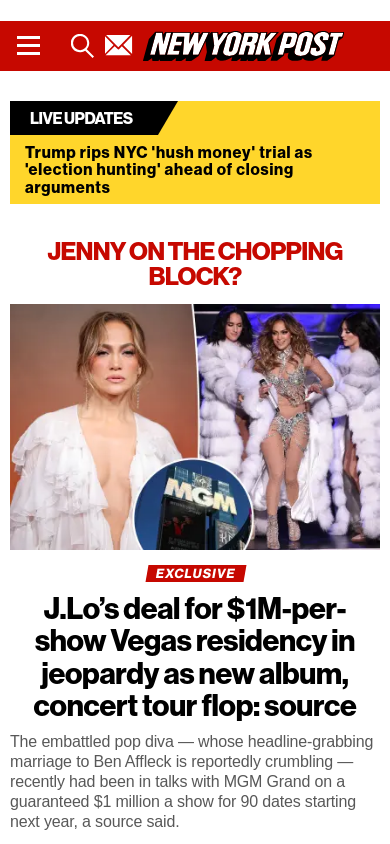 NEW YORK POST
LIVE UPDATES
Trump rips NYC 'hush money' trial as
'election hunting' ahead of closing
arguments
JENNY ON THE CHOPPING
BLOCK?
MGM
EXCLUSIVE
J.Lo’s deal for $1M-per-
show Vegas residency in
jeopardy as new album,
concert tour flop: source
The embattled pop diva — whose headline-grabbing
marriage to Ben Affleck is reportedly crumbling —
recently had been in talks with MGM Grand on a
guaranteed $1 million a show for 90 dates starting
next year, a source said.